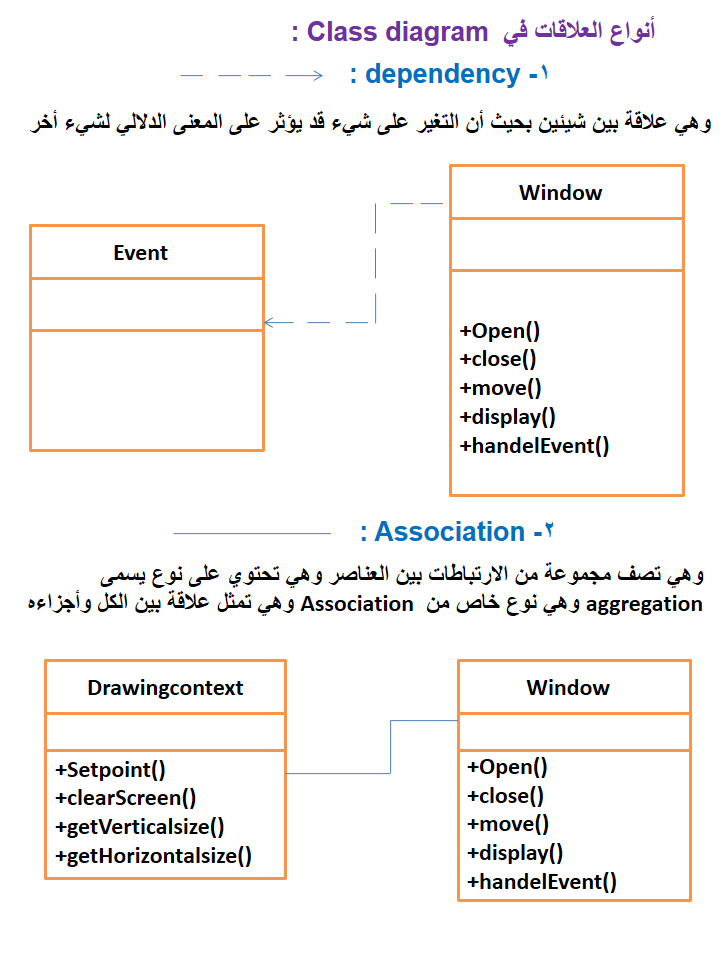 أنواع العلاقات في Class diagram :
١- dependency :
وهي علاقة بين شيئين بحيث أن التغير على شيء قد يؤثر على المعنى الدلالي لشيء أخر
Window
+Open()
+close()
+move()
+display()
+handelEvent()
Event
٢- Association :
وهي تصف مجموعة من الارتباطات بين العناصر وهي تحتوي على نوع يسمى
aggregation وهي نوع خاص من Association وهي تمثل علاقة بين الكل وأجزاءه
Window
+Open()
+close()
+move()
+display()
+handelEvent()
Drawingcontext
+Setpoint()
+clearScreen()
+getVerticalsize()
+getHorizontalsize()